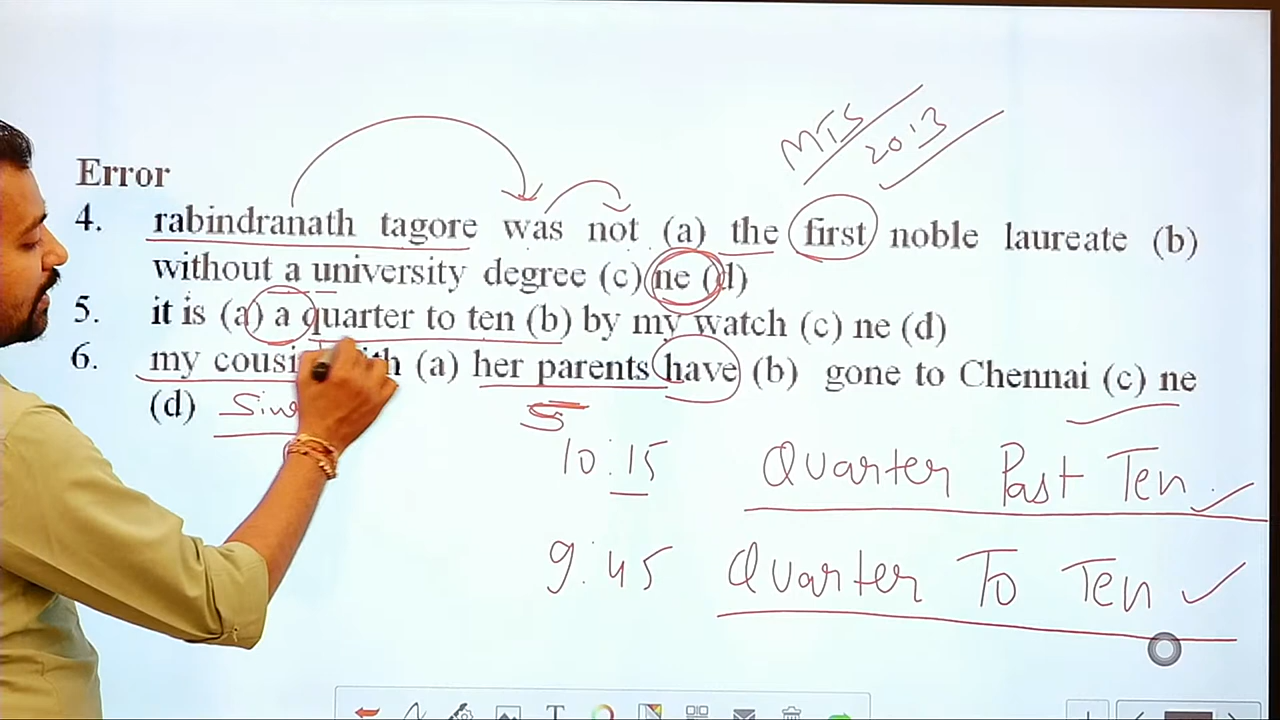 MTS
2013
Error
4. rabindranath tagore was not (a) the first noble laureate (b)
without a university degree (c) ne (d)
5. it is (a) a quarter to ten (b) by my watch (c) ne (d)
6. my (a) her parents have (b) gone to Chennai (c) ne
(d)
10:15 Quarter Past Ten
9:45 Quarter To Ten